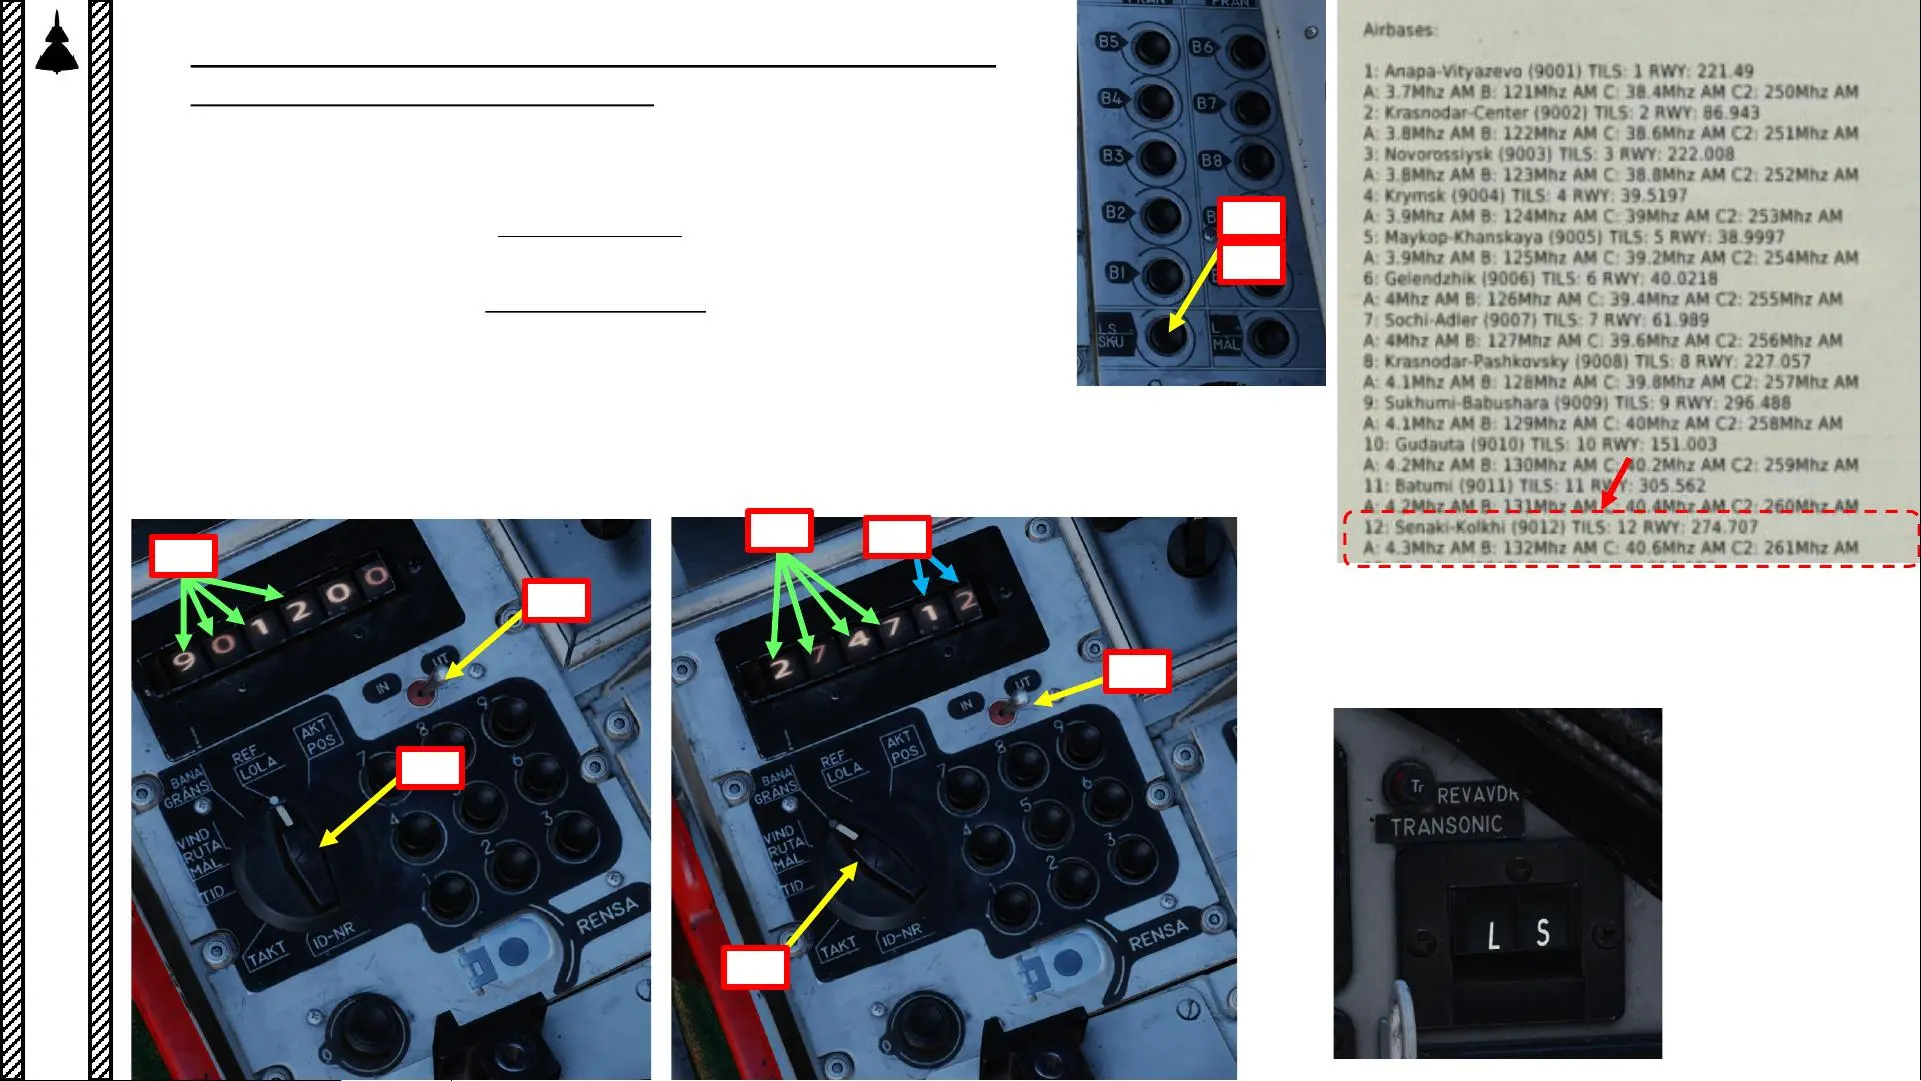 FRÅN
FRÅN
B5
B6
B4
B7
B3
B8
B2
B
B1
LS
SKU
L
MÅL
Airbases:
1: Anapa-Vityazevo (9001) TILS: 1 RWY: 221.49
A: 3.7Mhz AM B: 121Mhz AM C: 38.4Mhz AM C2: 250Mhz AM
2: Krasnodar-Center (9002) TILS: 2 RWY: 86.943
A: 3.8Mhz AM B: 122Mhz AM C: 38.6Mhz AM C2: 251Mhz AM
3: Novorossiysk (9003) TILS: 3 RWY: 222.008
A: 3.8Mhz AM B: 123Mhz AM C: 38.8Mhz AM C2: 252Mhz AM
4: Krymsk (9004) TILS: 4 RWY: 39.5197
A: 3.9Mhz AM B: 124Mhz AM C: 39Mhz AM C2: 253Mhz AM
5: Maykop-Khanskaya (9005) TILS: 5 RWY: 38.9997
A: 3.9Mhz AM B: 125Mhz AM C: 39.2Mhz AM C2: 254Mhz AM
6: Gelendzhik (9006) TILS: 6 RWY: 40.0218
A: 4Mhz AM B: 126Mhz AM C: 39.4Mhz AM C2: 255Mhz AM
7: Sochi-Adler (9007) TILS: 7 RWY: 61.989
A: 4Mhz AM B: 127Mhz AM C: 39.6Mhz AM C2: 256Mhz AM
8: Krasnodar-Pashkovsky (9008) TILS: 8 RWY: 227.057
A: 4.1Mhz AM B: 128Mhz AM C: 39.8Mhz AM C2: 257Mhz AM
9: Sukhumi-Babushara (9009) TILS: 9 RWY: 296.488
A: 4.1Mhz AM B: 129Mhz AM C: 40Mhz AM C2: 258Mhz AM
10: Gudauta (9010) TILS: 10 RWY: 151.003
A: 4.2Mhz AM B: 130Mhz AM C: 40.2Mhz AM C2: 259Mhz AM
11: Batumi (9011) TILS: 11 RWY: 305.562
A: 4.2Mhz AM B: 131Mhz AM C: 40.4Mhz AM C2: 260Mhz AM
12: Senaki-Kolkhi (9012) TILS: 12 RWY: 274.707
A: 4.3Mhz AM B: 132Mhz AM C: 40.6Mhz AM C2: 261Mhz AM
901200
IN
UT
AKT
POS
REF
LOLA
BANA
GRÄNS
VIND
RUTA
MÅL
TID
TAKT
ID-NR
7
8
9
4
6
1
2
3
RENSA
0
274712
IN
UT
AKT
POS
REF
LOLA
BANA
GRÄNS
VIND
RUTA
MÅL
TID
TAKT
ID-NR
7
8
9
4
5
6
1
2
3
RENSA
0
Tr
REVAVDR
TRANSONIC
L S